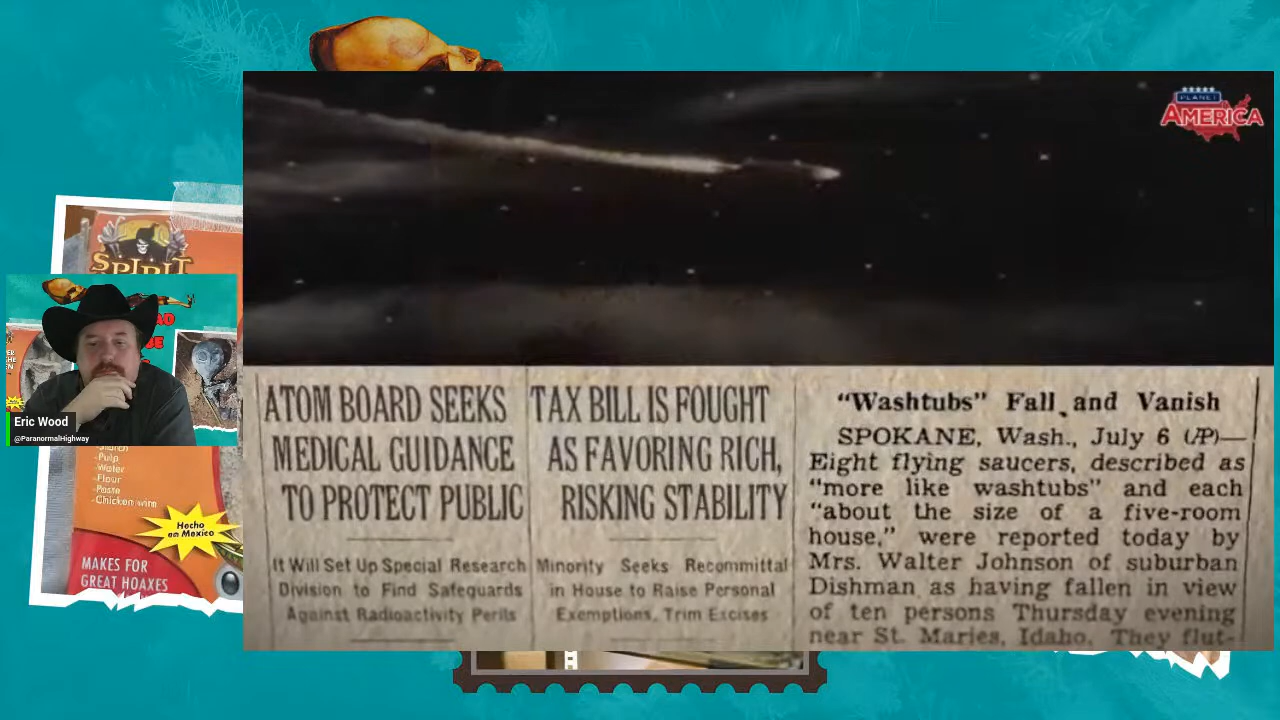 PLANET
AMERICA
SPIRIT
Eric Wood
@ParanormalHighway
-Pulp
-Water
-Flour
-Paste
-Chicken wire
Hecho
en Mexico
MAKES FOR
GREAT HOAXES
ATOM BOARD SEEKS
MEDICAL GUIDANCE
TO PROTECT PUBLIC
It Will Set Up Special Research
Division to Find Safeguards
Against Radioactivity Perils
TAX BILL IS FOUGHT
AS FAVORING RICH,
RISKING STABILITY
Minority Seeks Recommittal
in House to Raise Personal
Exemptions, Trim Excises
"Washtubs" Fall and Vanish
SPOKANE, Wash., July 6 (AP)—
Eight flying saucers, described as
"more like washtubs" and each
"about the size of a five-room
house," were reported today by
Mrs. Walter Johnson of suburban
Dishman as having fallen in view
of ten persons Thursday evening
near St. Maries, Idaho. They flut-